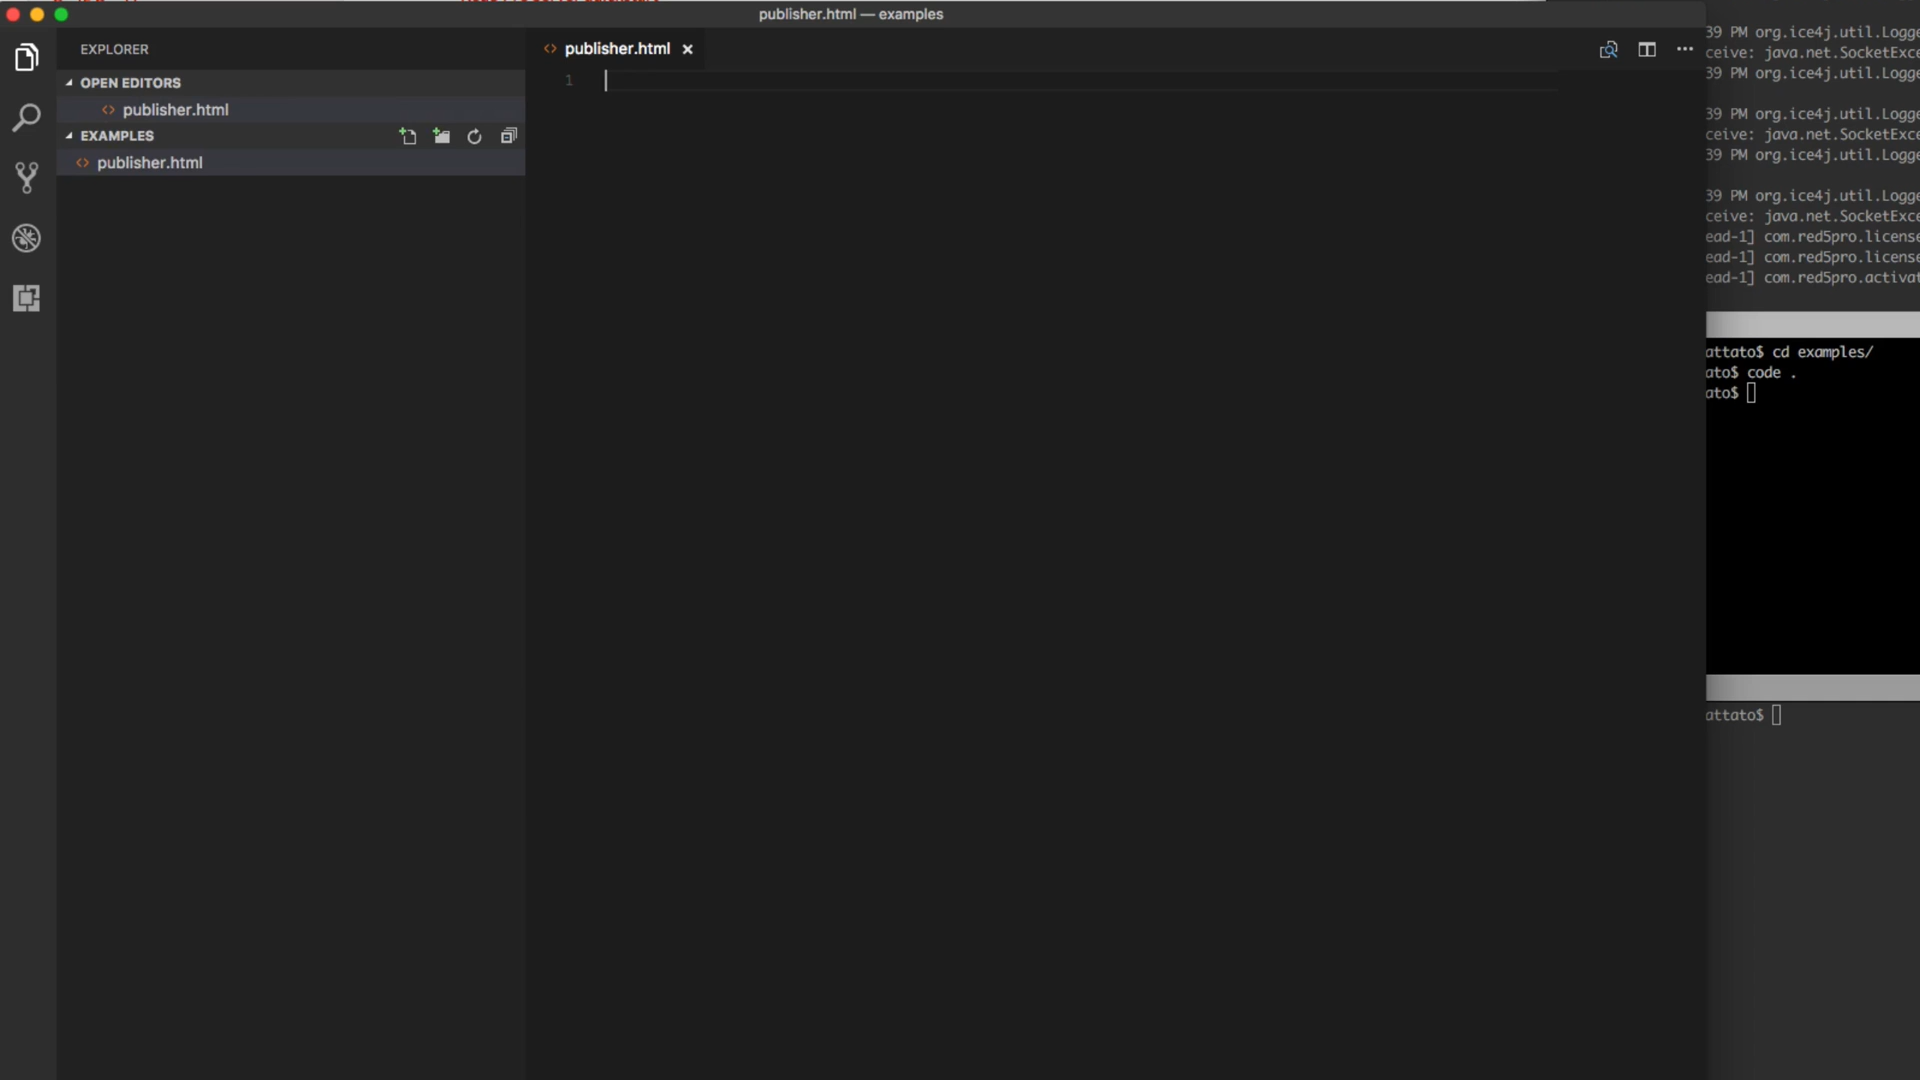 publisher.html — examples
EXPLORER
OPEN EDITORS
publisher.html
EXAMPLES
publisher.html
publisher.html
1
39 PM org.ice4j.util.Logge
ceive: java.net.SocketExce
39 PM org.ice4j.util.Logge
39 PM org.ice4j.util.Logge
ceive: java.net.SocketExce
39 PM org.ice4j.util.Logge
39 PM org.ice4j.util.Logge
ceive: java.net.SocketExce
ead-1] com.red5pro.license
ead-1] com.red5pro.license
ead-1] com.red5pro.activat
attato$ cd examples/
ato$ code .
ato$
attato$